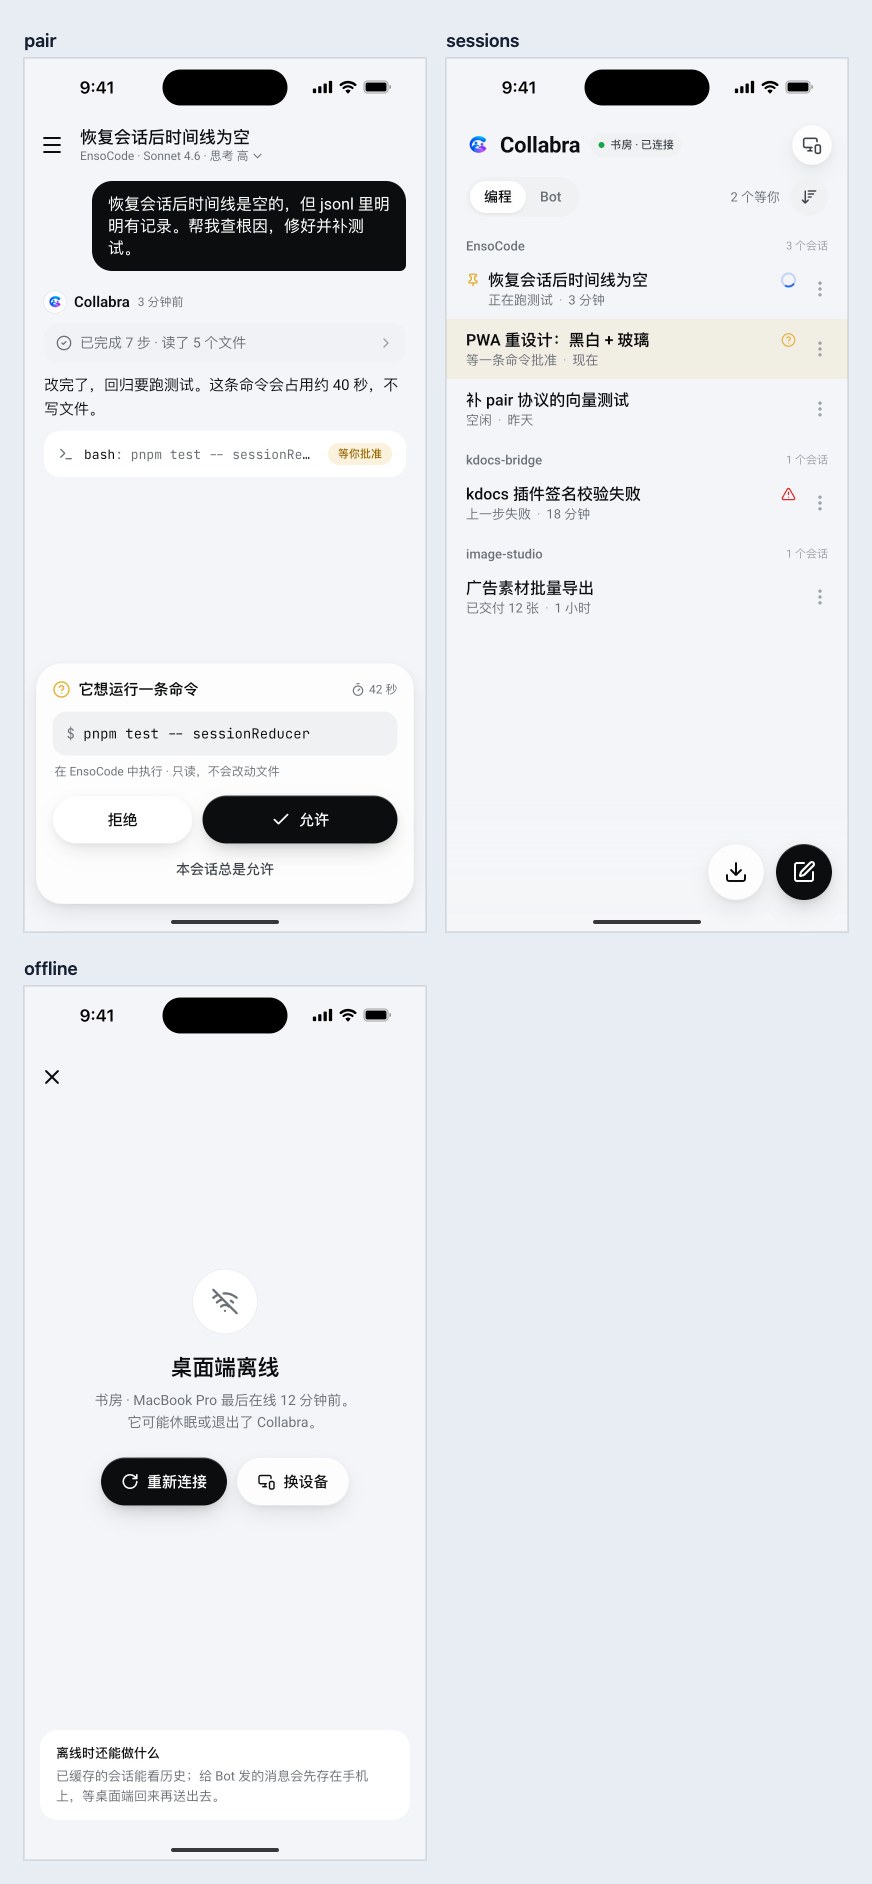 pair
9:41
恢复会话后时间线为空
EnsoCode · Sonnet 4.6 · 思考 高
恢复会话后时间线是空的，但 jsonl 里明
明有记录。帮我查根因，修好并补测
试。
Collabra 3 分钟前
已完成 7 步 · 读了 5 个文件
改完了，回归要跑测试。这条命令会占用约 40 秒，不
写文件。
bash: pnpm test -- sessionRe… 等你批准
它想运行一条命令 42 秒
$ pnpm test -- sessionReducer
在 EnsoCode 中执行 · 只读，不会改动文件
拒绝 允许
本会话总是允许
sessions
9:41
Collabra 书房 · 已连接
编程 Bot 2 个等你
EnsoCode 3 个会话
恢复会话后时间线为空
正在跑测试 · 3 分钟
PWA 重设计：黑白 + 玻璃
等一条命令批准 · 现在
补 pair 协议的向量测试
空闲 · 昨天
kdocs-bridge 1 个会话
kdocs 插件签名校验失败
上一步失败 · 18 分钟
image-studio 1 个会话
广告素材批量导出
已交付 12 张 · 1 小时
offline
9:41
桌面端离线
书房 · MacBook Pro 最后在线 12 分钟前。
它可能休眠或退出了 Collabra。
重新连接 换设备
离线时还能做什么
已缓存的会话能看历史；给 Bot 发的消息会先存在手机
上，等桌面端回来再送出去。